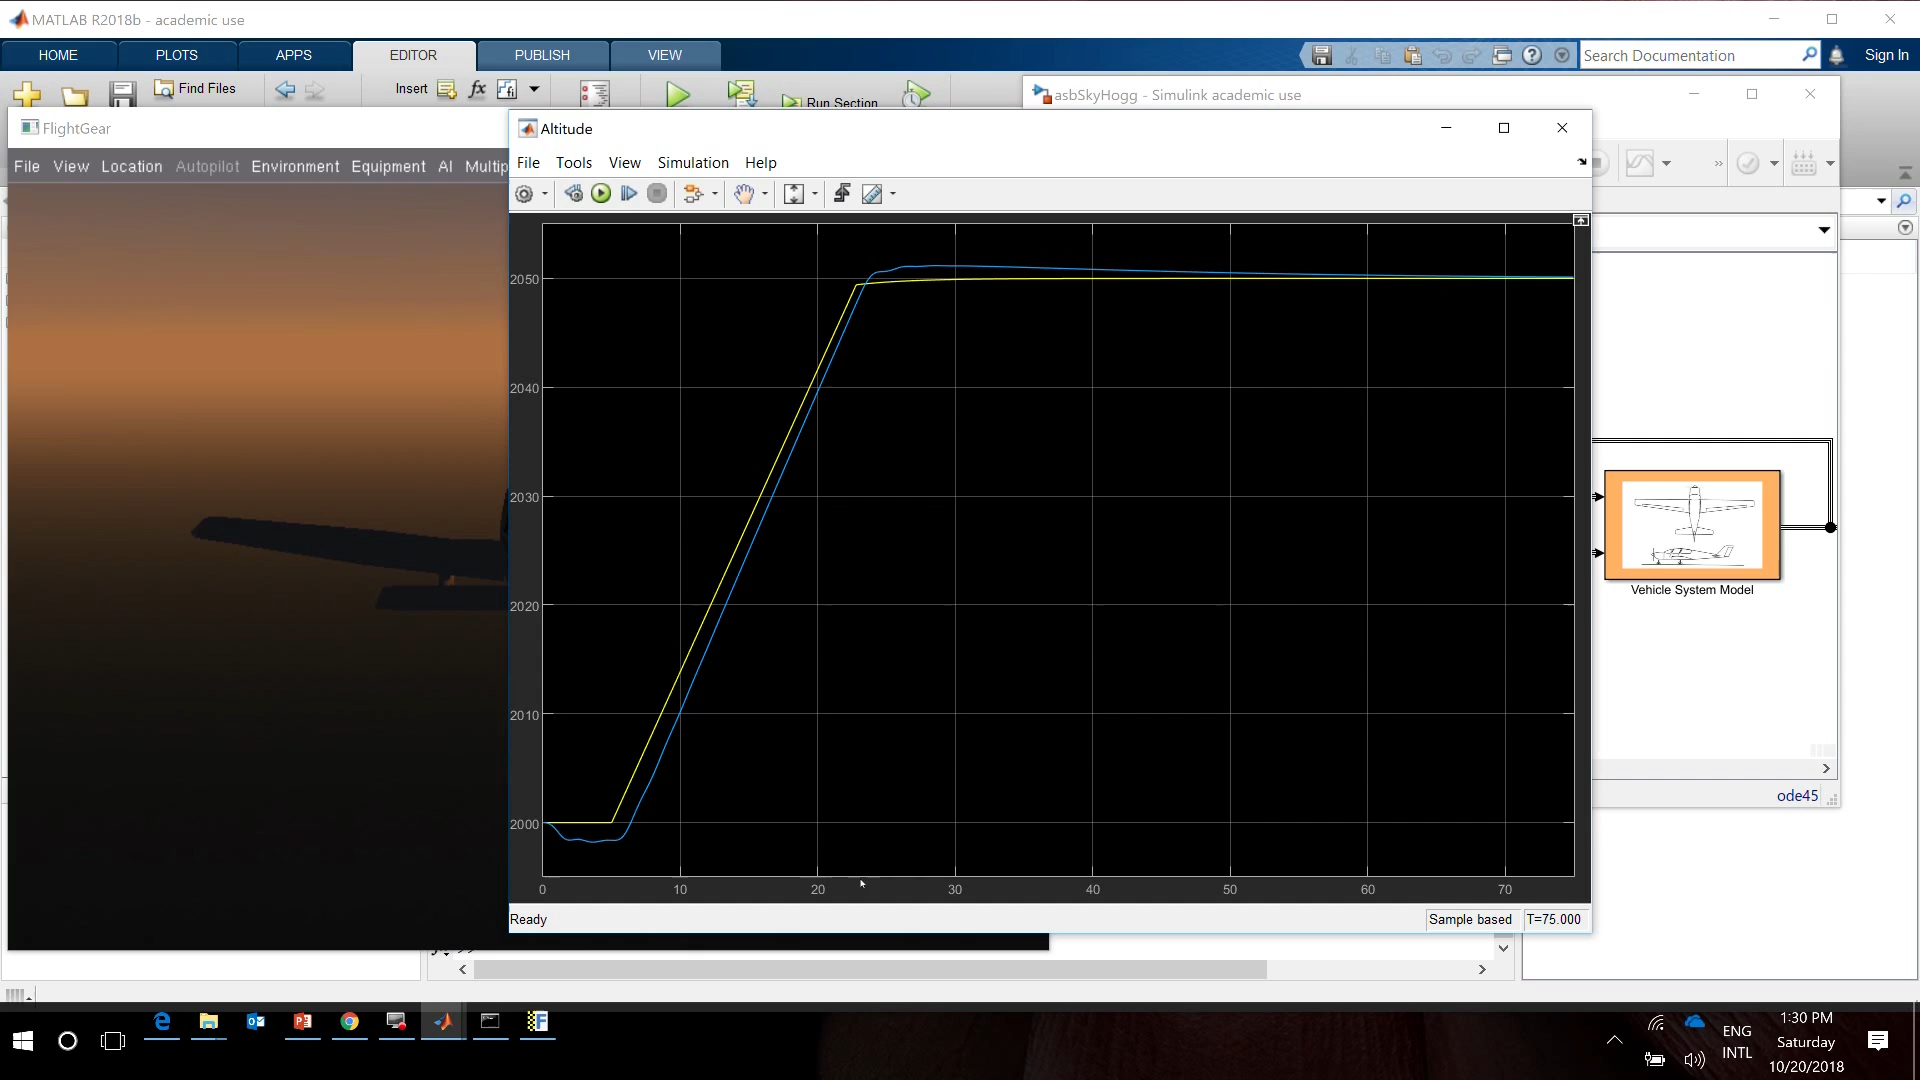 MATLAB R2018b - academic use
HOME PLOTS APPS EDITOR PUBLISH VIEW
Search Documentation
Sign In
Find Files
Insert
fx
Run Section
asbSkyHogg - Simulink academic use
FlightGear
File View Location Autopilot Environment Equipment AI
Altitude
File Tools View Simulation Help
2050
2040
2030
2020
2010
2000
0 10 20 30 40 50 60 70
Ready
Sample based
T=75.000
Vehicle System Model
ode45
ENG
INTL
1:30 PM
Saturday
10/20/2018